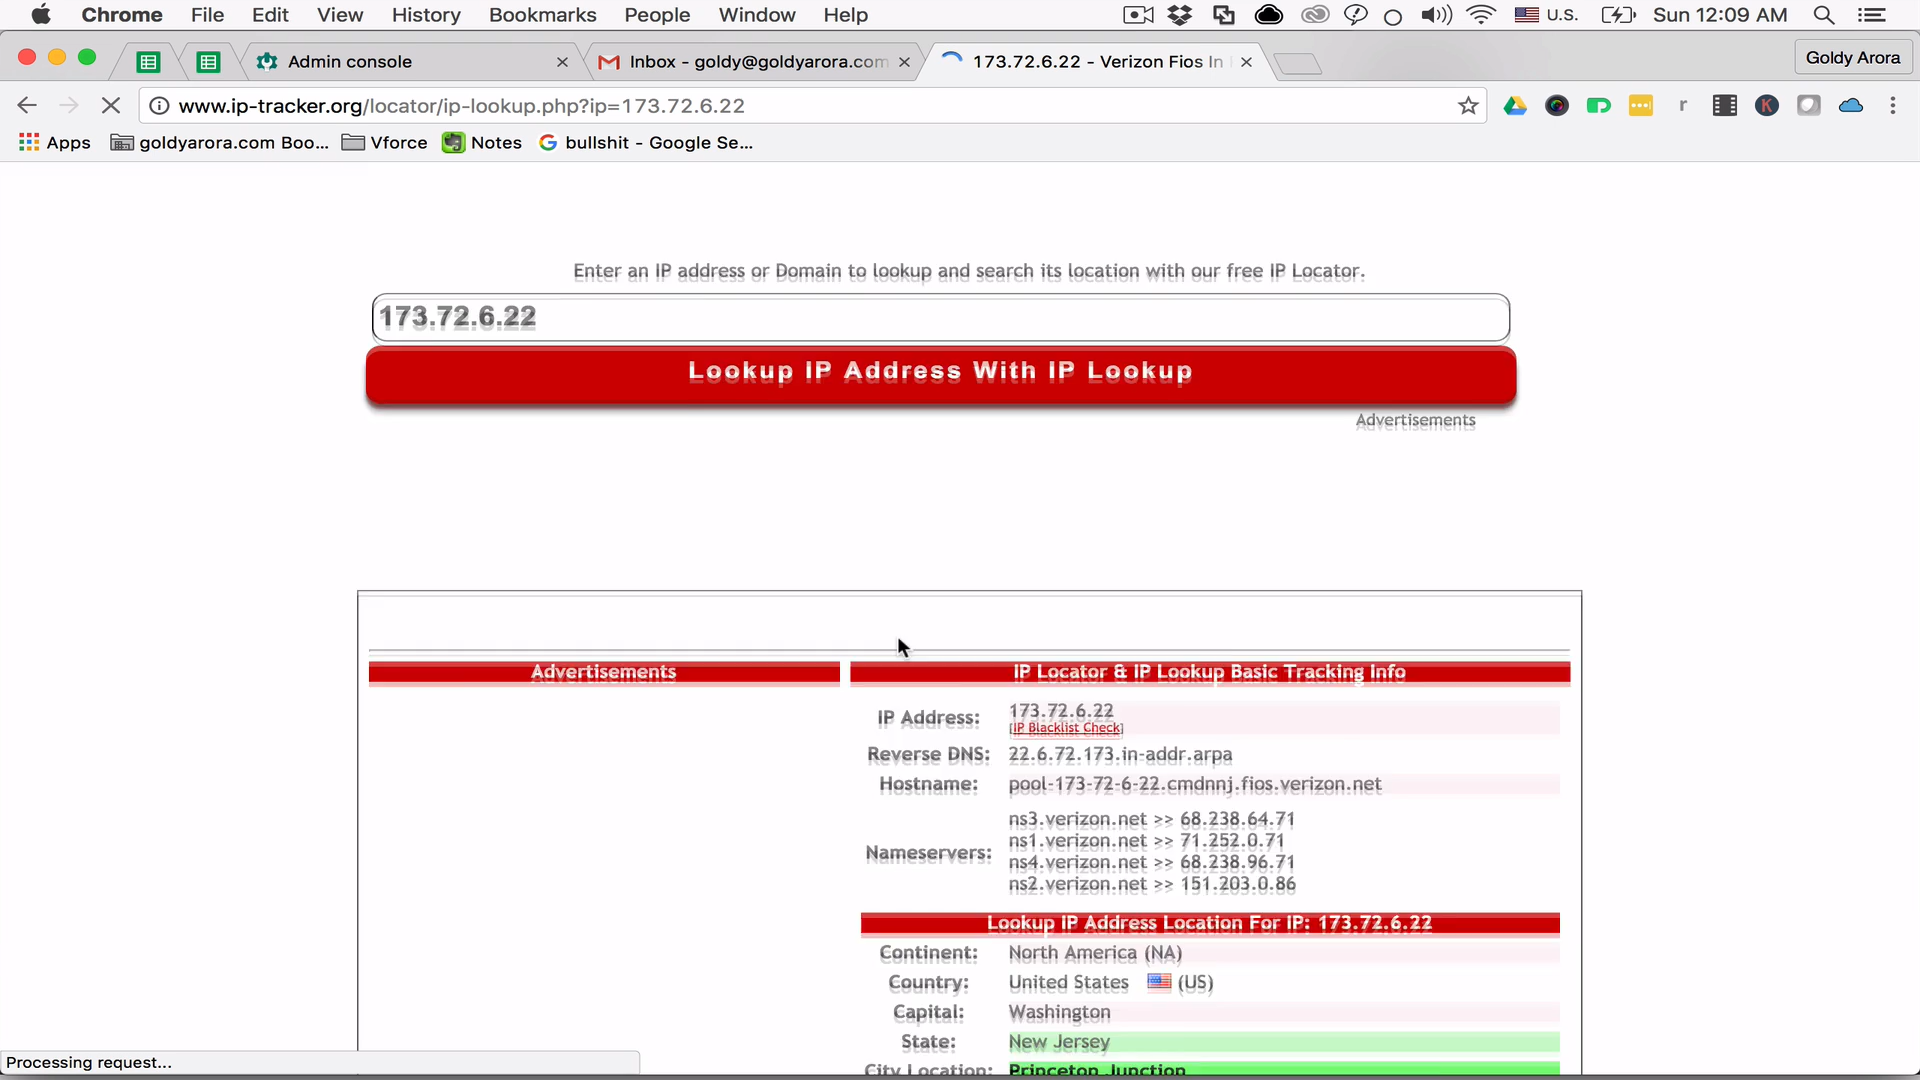 Chrome File Edit View History Bookmarks People Window Help U.S. Sun 12:09 AM
Admin console Inbox - goldy@goldyarora.com 173.72.6.22 - Verizon Fios In Goldy Arora
www.ip-tracker.org/locator/ip-lookup.php?ip=173.72.6.22
Apps goldyarora.com Boo... Vforce Notes bullshit - Google Se...
Enter an IP address or Domain to lookup and search its location with our free IP Locator.
173.72.6.22
Lookup IP Address With IP Lookup
Advertisements
Advertisements
IP Locator & IP Lookup Basic Tracking Info
IP Address: 173.72.6.22
[IP Blacklist Check]
Reverse DNS: 22.6.72.173.in-addr.arpa
Hostname: pool-173-72-6-22.cmdnnj.fios.verizon.net
Nameservers:
ns3.verizon.net >> 68.238.64.71
ns1.verizon.net >> 71.252.0.71
ns4.verizon.net >> 68.238.96.71
ns2.verizon.net >> 151.203.0.86
Lookup IP Address Location For IP: 173.72.6.22
Continent: North America (NA)
Country: United States (US)
Capital: Washington
State: New Jersey
City Location: Princeton Junction
Processing request...